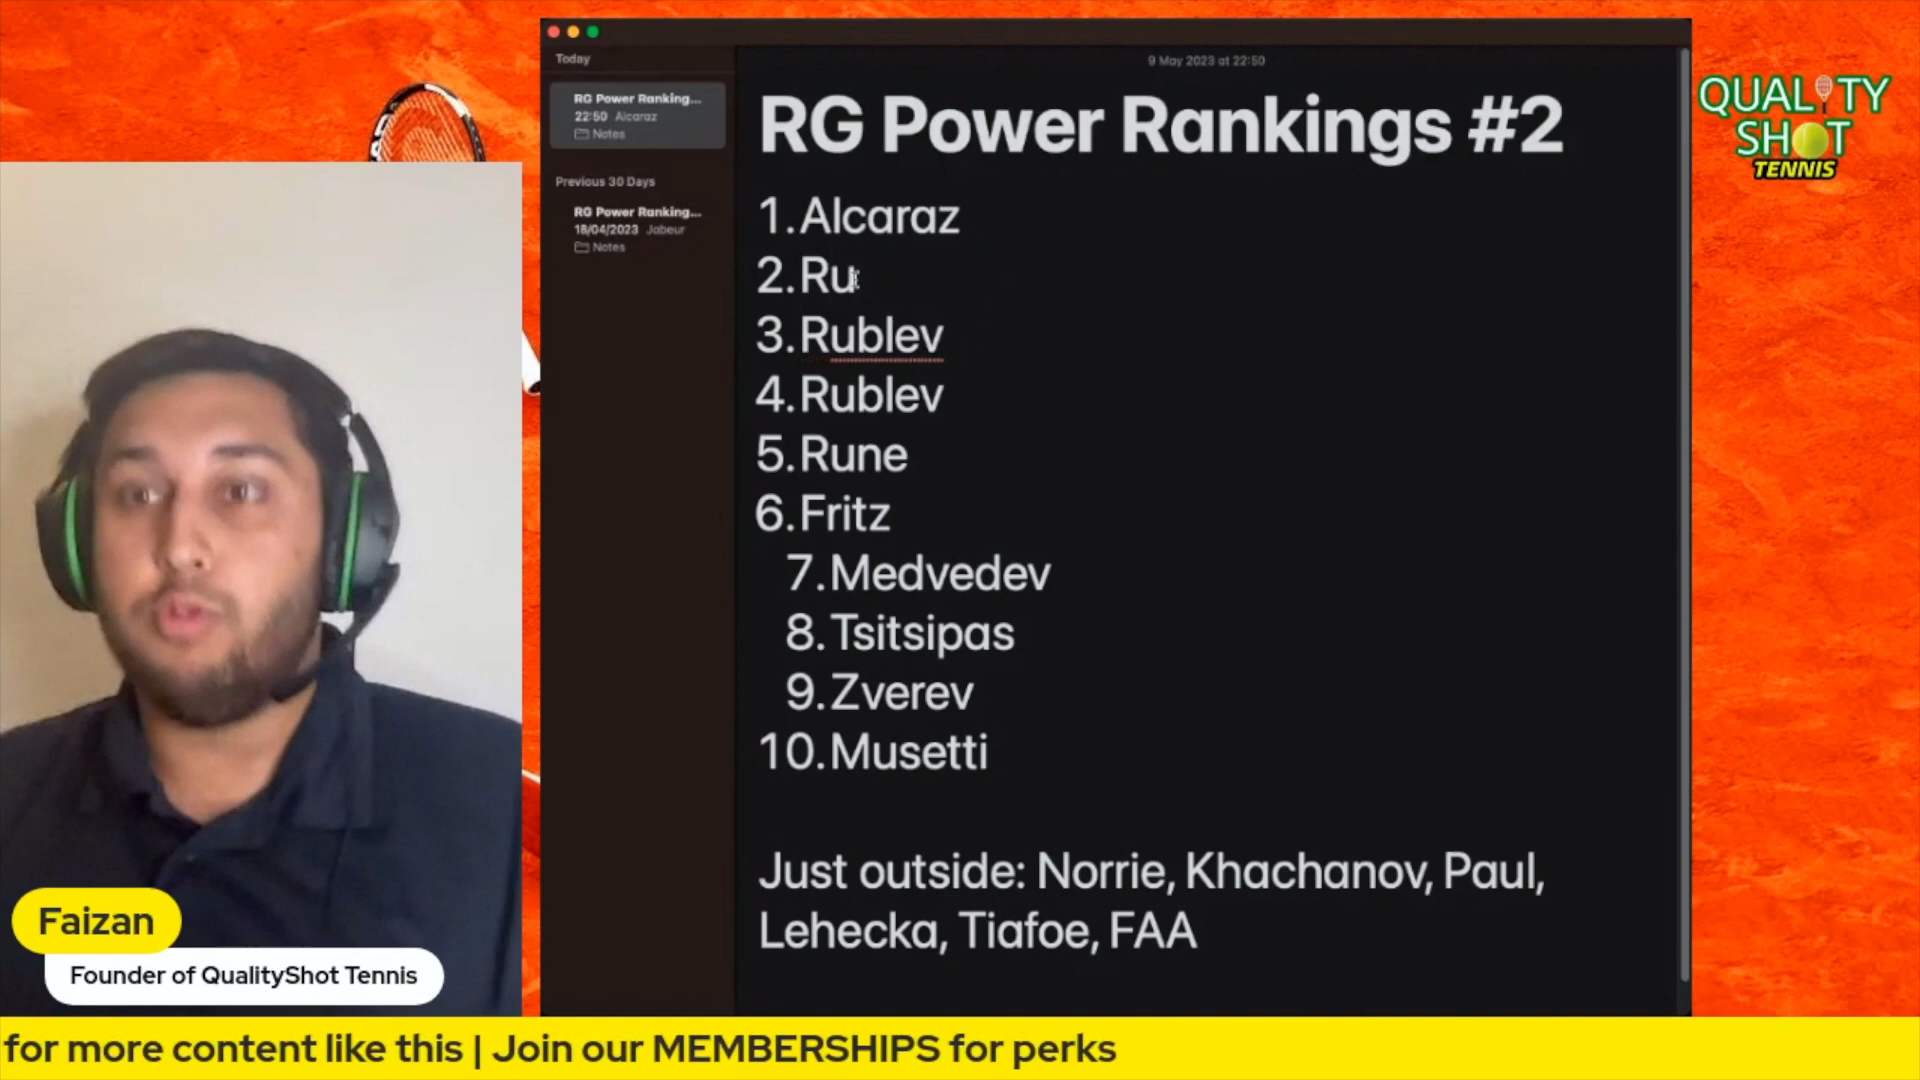 Today
RG Power Ranking...
22:50 Alcaraz
Notes
Previous 30 Days
RG Power Ranking...
18/04/2023 Jabeur
Notes
9 May 2023 at 22:50
RG Power Rankings #2
1. Alcaraz
2. Ru
3. Rublev
4. Rublev
5. Rune
6. Fritz
7. Medvedev
8. Tsitsipas
9. Zverev
10. Musetti
Just outside: Norrie, Khachanov, Paul,
Lehecka, Tiafoe, FAA
QUALITY
SHOT
TENNIS
Faizan
Founder of QualityShot Tennis
for more content like this | Join our MEMBERSHIPS for perks